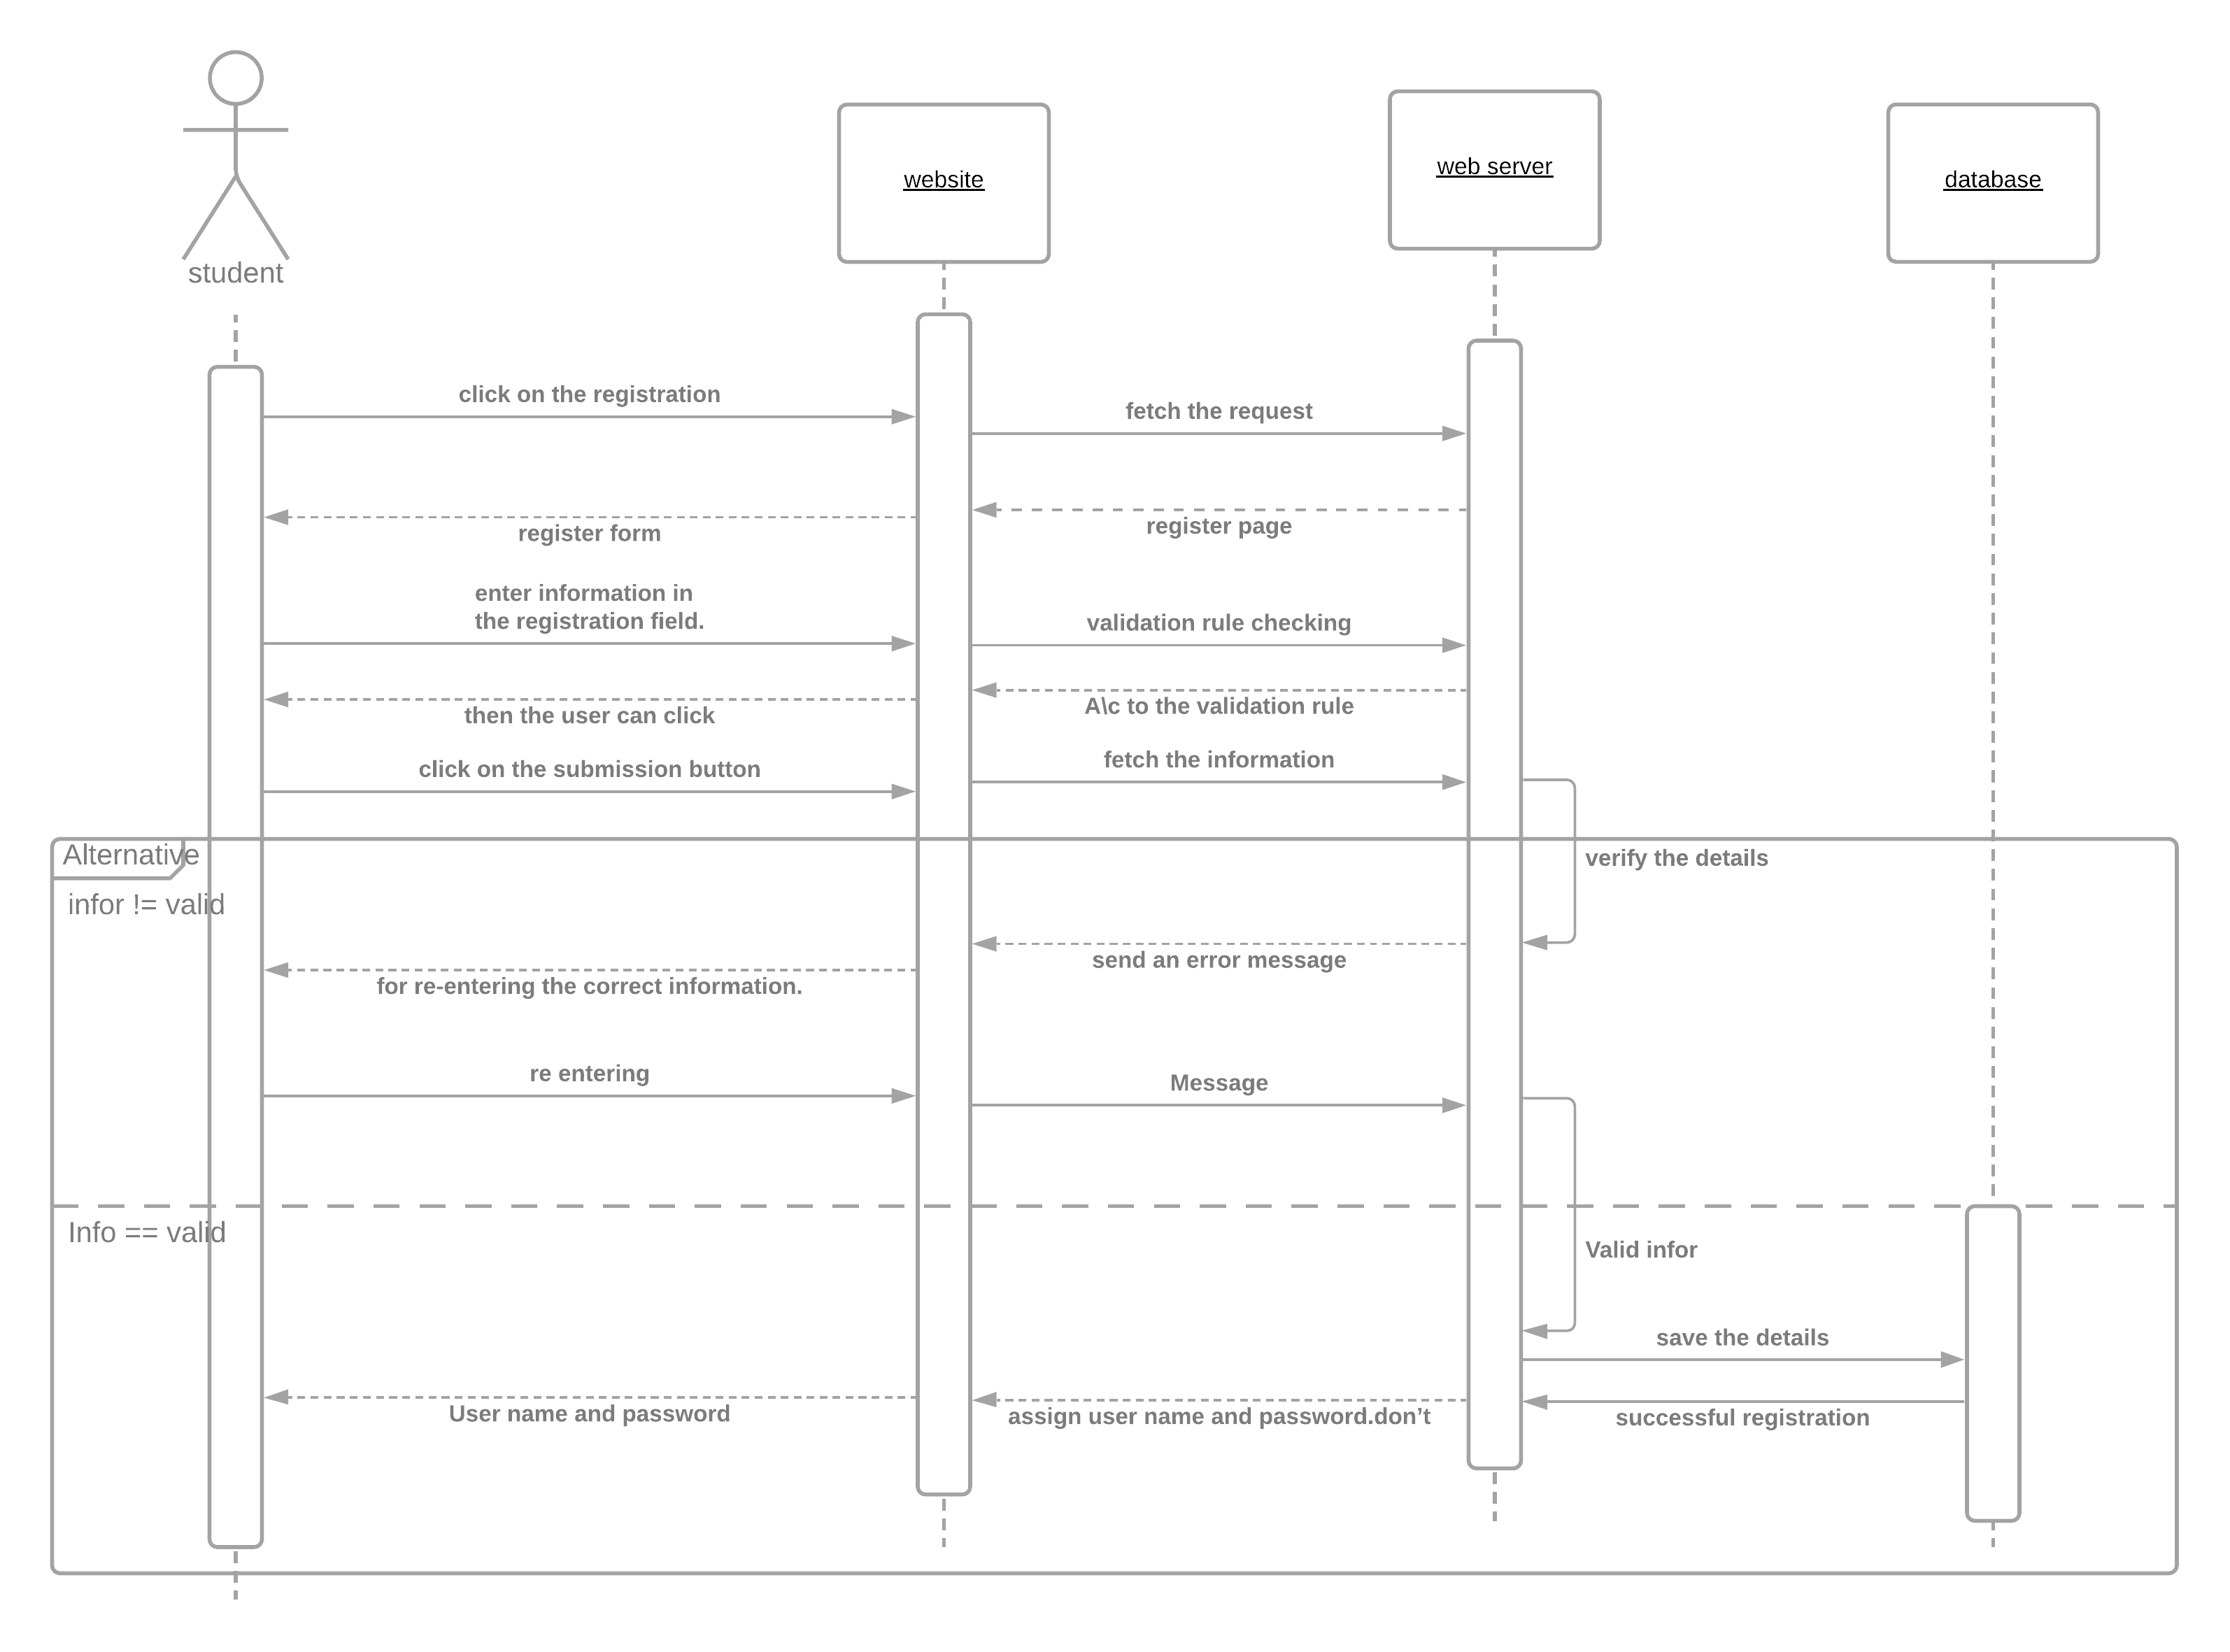 student
website
web server
database
click on the registration
fetch the request
register form
register page
enter information in
the registration field.
validation rule checking
then the user can click
A\c to the validation rule
click on the submission button
fetch the information
Alternative
verify the details
infor != valid
send an error message
for re-entering the correct information.
re entering
Message
Info == valid
Valid infor
save the details
User name and password
assign user name and password.don’t
successful registration